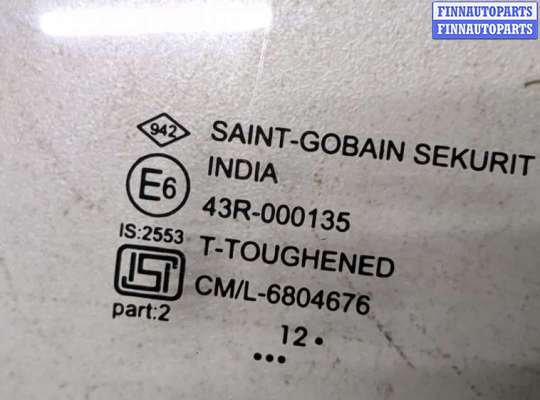 FINNAUTOPARTS
FINNAUTOPARTS
942 SAINT-GOBAIN SEKURIT
INDIA
E6 43R-000135
IS:2553 T-TOUGHENED
ISI CM/L-6804676
part:2
12 •
•••